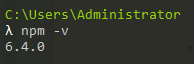 C:\Users\Administrator
λ npm -v
6.4.0